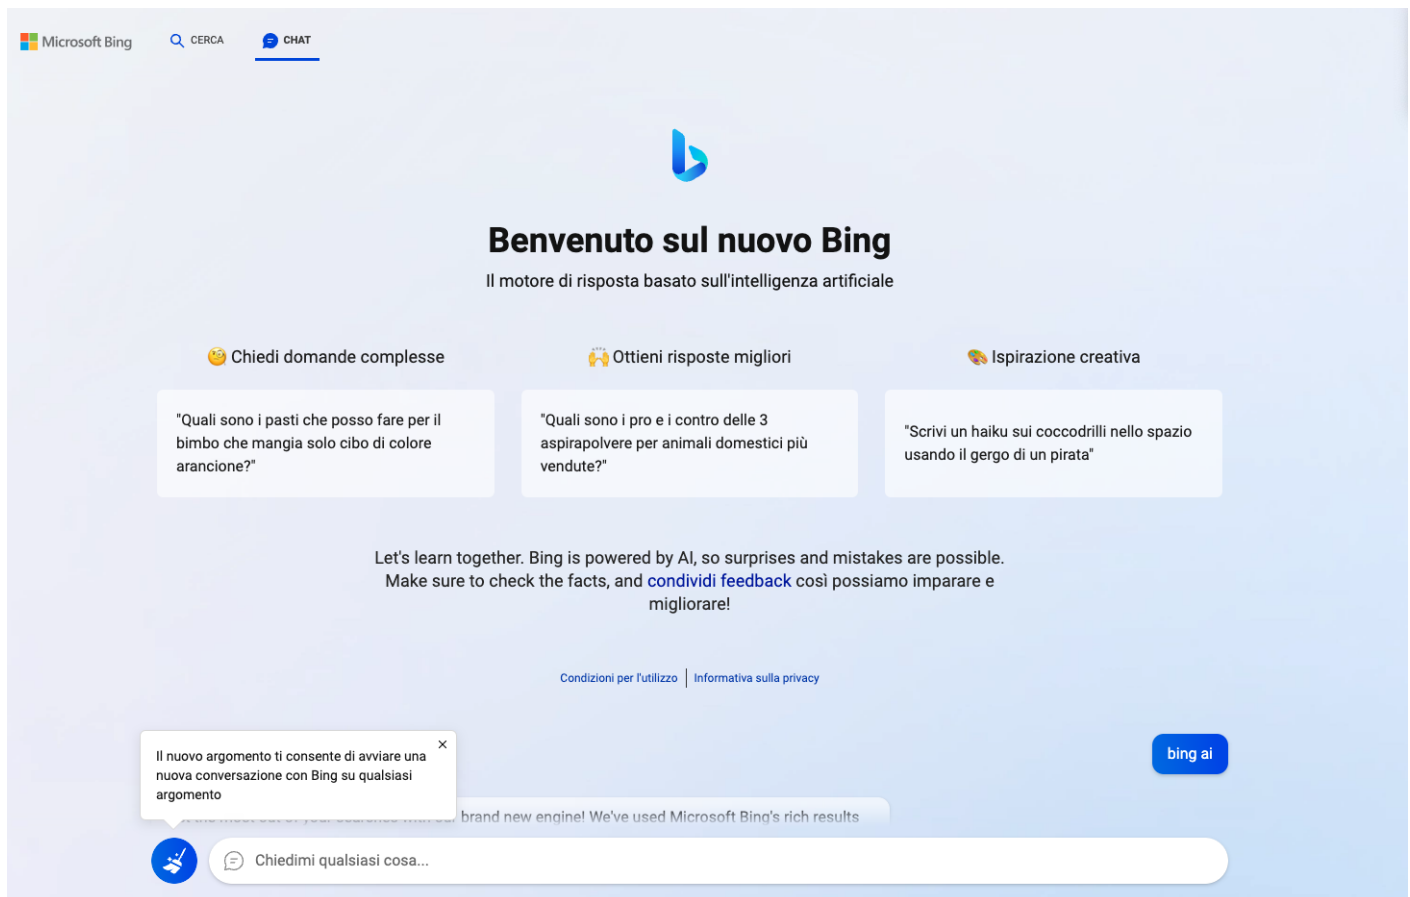 Microsoft Bing
CERCA
CHAT
Benvenuto sul nuovo Bing
Il motore di risposta basato sull'intelligenza artificiale
Chiedi domande complesse
"Quali sono i pasti che posso fare per il
bimbo che mangia solo cibo di colore
arancione?"
Ottieni risposte migliori
"Quali sono i pro e i contro delle 3
aspirapolvere per animali domestici più
vendute?"
Ispirazione creativa
"Scrivi un haiku sui coccodrilli nello spazio
usando il gergo di un pirata"
Let's learn together. Bing is powered by AI, so surprises and mistakes are possible.
Make sure to check the facts, and condividi feedback così possiamo imparare e
migliorare!
Condizioni per l'utilizzo
Informativa sulla privacy
bing ai
Il nuovo argomento ti consente di avviare una
nuova conversazione con Bing su qualsiasi
argomento
brand new engine! We've used Microsoft Bing's rich results
Chiedimi qualsiasi cosa...